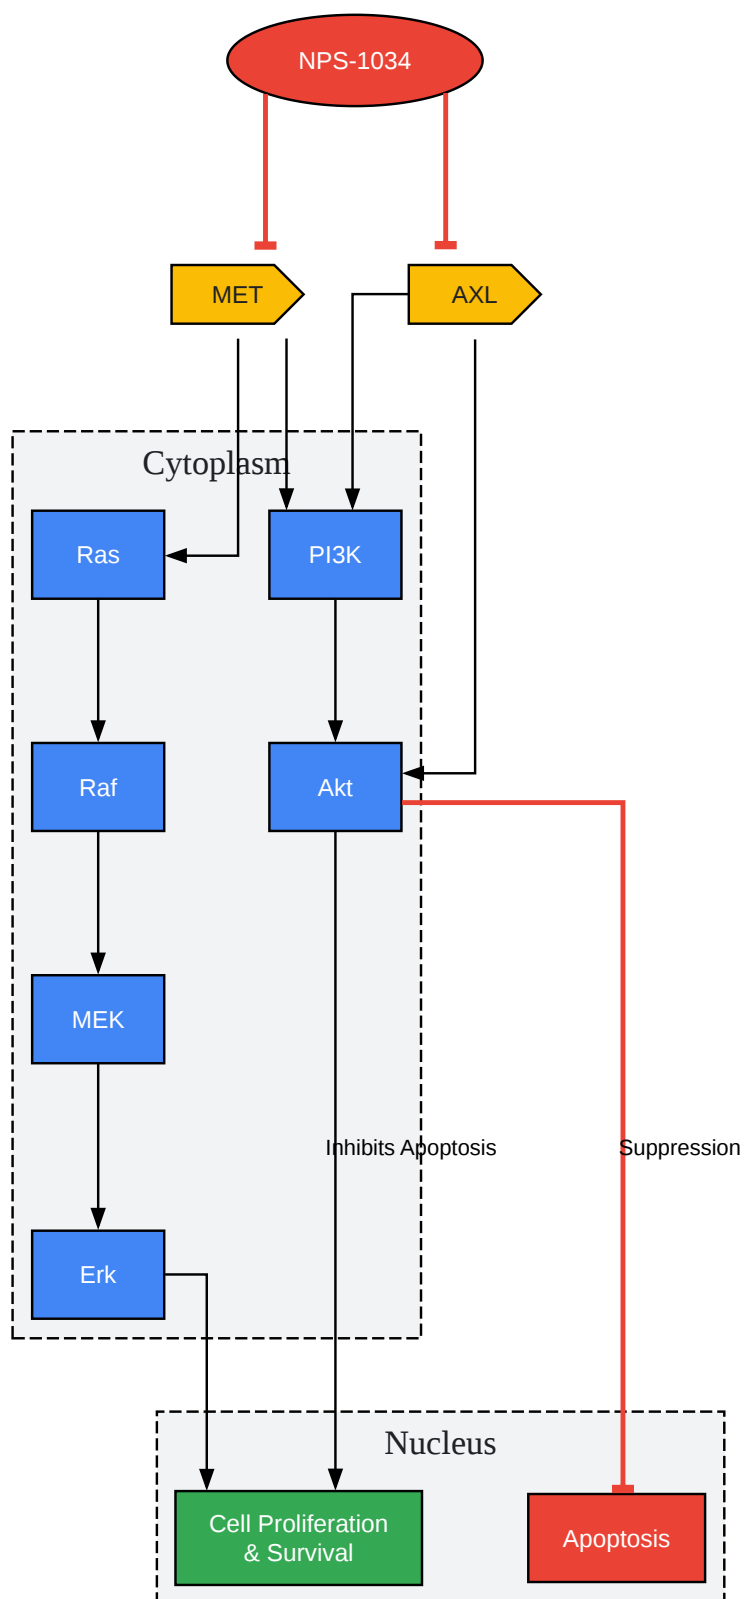 NPS-1034
MET
AXL
Cytoplasm
Ras
PI3K
Raf
Akt
MEK
Inhibits Apoptosis
Suppression
Erk
Nucleus
Cell Proliferation
& Survival
Apoptosis